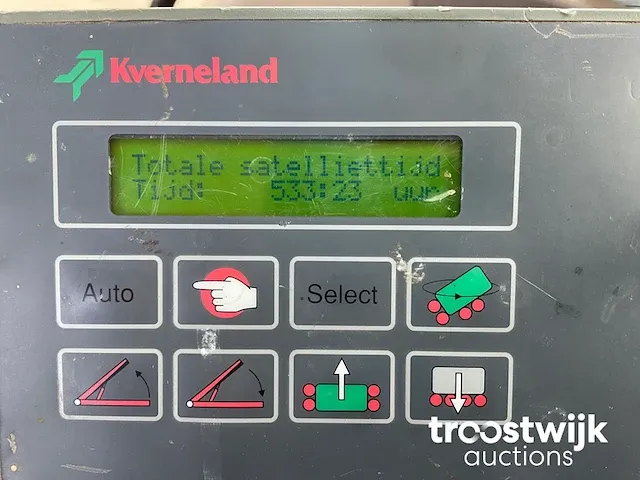 Kverneland
Totale satelliettijd
Tijd: 533:23 uur
Auto
Select
troostwijk
auctions